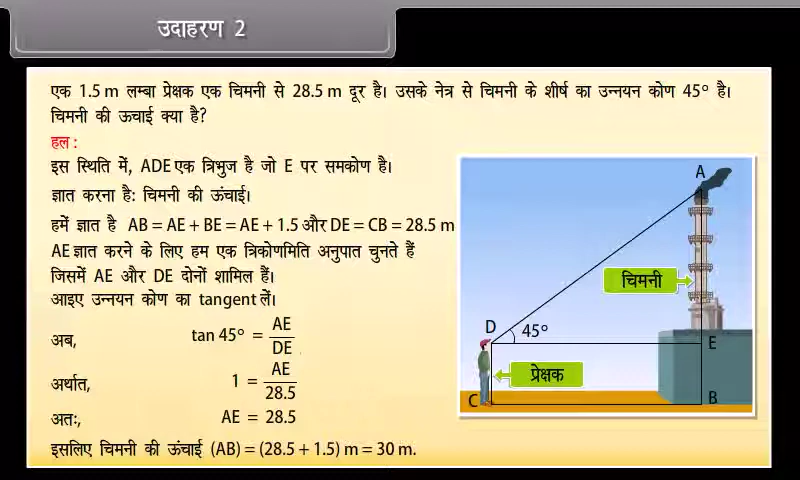 उदाहरण 2
एक 1.5 m लम्बा प्रेक्षक एक चिमनी से 28.5 m दूर है। उसके नेत्र से चिमनी के शीर्ष का उन्नयन कोण 45° है।
चिमनी की ऊचाई क्या है?
हल :
इस स्थिति में, ADE एक त्रिभुज है जो E पर समकोण है।
ज्ञात करना है: चिमनी की ऊंचाई।
हमें ज्ञात है AB = AE + BE = AE + 1.5 और DE = CB = 28.5 m
AE ज्ञात करने के लिए हम एक त्रिकोणमिति अनुपात चुनते हैं
जिसमें AE और DE दोनों शामिल हैं।
आइए उन्नयन कोण का tangent लें।
अब, tan 45° = AE/DE
अर्थात, 1 = AE/28.5
अतः, AE = 28.5
इसलिए चिमनी की ऊंचाई (AB) = (28.5 + 1.5) m = 30 m.
A
चिमनी
D
45°
E
प्रेक्षक
C
B